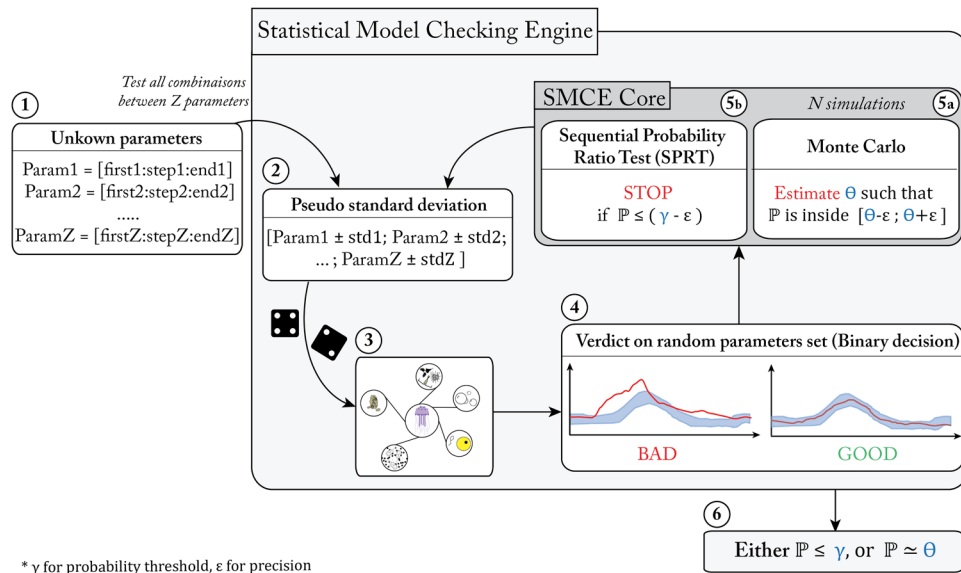 Statistical Model Checking Engine
Test all combinaisons
between Z parameters
1
Unkown parameters
Param1 = [first1:step1:end1]
Param2 = [first2:step2:end2]
.....
ParamZ = [firstZ:stepZ:endZ]
2
Pseudo standard deviation
[Param1 ± std1; Param2 ± std2;
...; ParamZ ± stdZ ]
SMCE Core
5b
Sequential Probability
Ratio Test (SPRT)
STOP
if ℙ ≤ ( γ - ε )
N simulations
5a
Monte Carlo
Estimate Θ such that
ℙ is inside [Θ-ε ; Θ+ε ]
3
4
Verdict on random parameters set (Binary decision)
BAD
GOOD
6
Either ℙ ≤ γ, or ℙ ≃ Θ
* γ for probability threshold, ε for precision